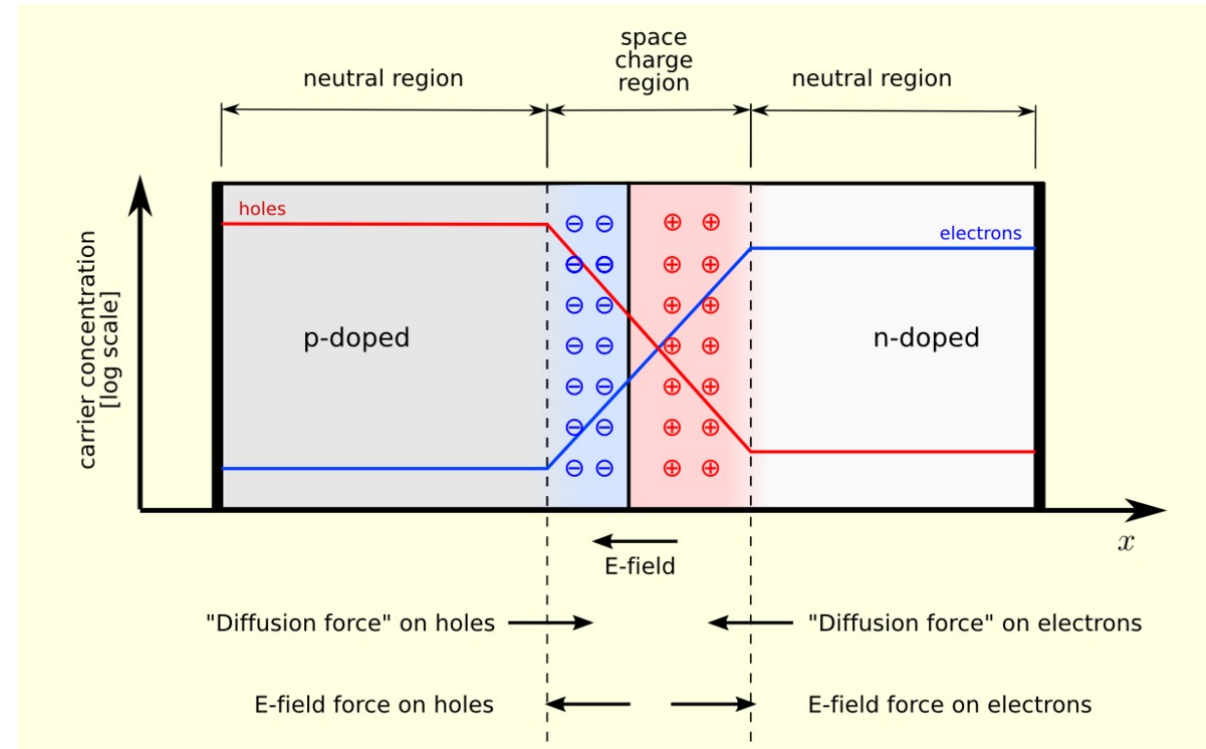 space
charge
region
neutral region
neutral region
holes
electrons
carrier concentration
[log scale]
p-doped
n-doped
⊖ ⊖ ⊕ ⊕
⊖ ⊖ ⊕ ⊕
⊖ ⊖ ⊕ ⊕
⊖ ⊖ ⊕ ⊕
⊖ ⊖ ⊕ ⊕
⊖ ⊖ ⊕ ⊕
⊖ ⊖ ⊕ ⊕
x
E-field
"Diffusion force" on holes
"Diffusion force" on electrons
E-field force on holes
E-field force on electrons